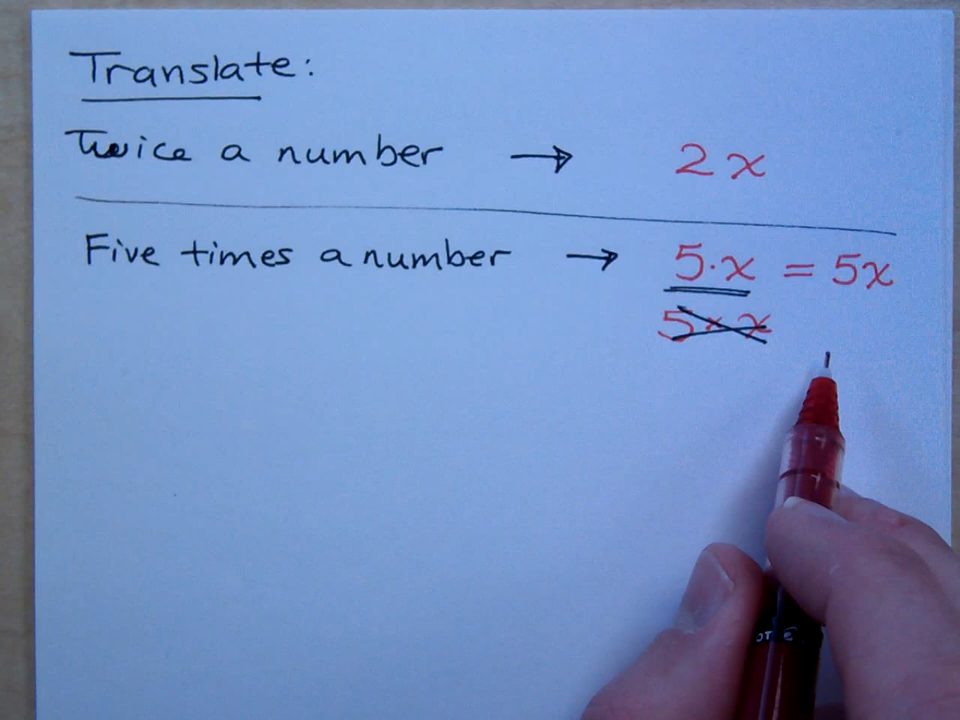 Translate:
Twice a number → 2x
Five times a number → 5·x = 5x
5 × x